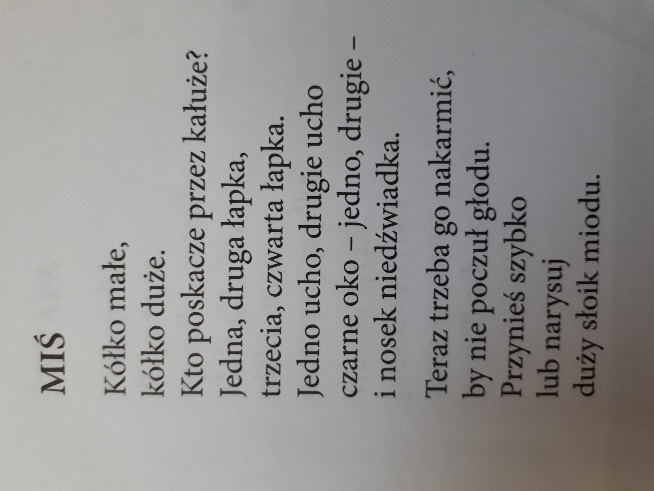 MIŚ
Kółko małe,
kółko duże.
Kto poskacze przez kałuże?
Jedna, druga łapka,
trzecia, czwarta łapka.
Jedno ucho, drugie ucho
czarne oko – jedno, drugie –
i nosek niedźwiadka.
Teraz trzeba go nakarmić,
by nie poczuł głodu.
Przynieś szybko
lub narysuj
duży słoik miodu.